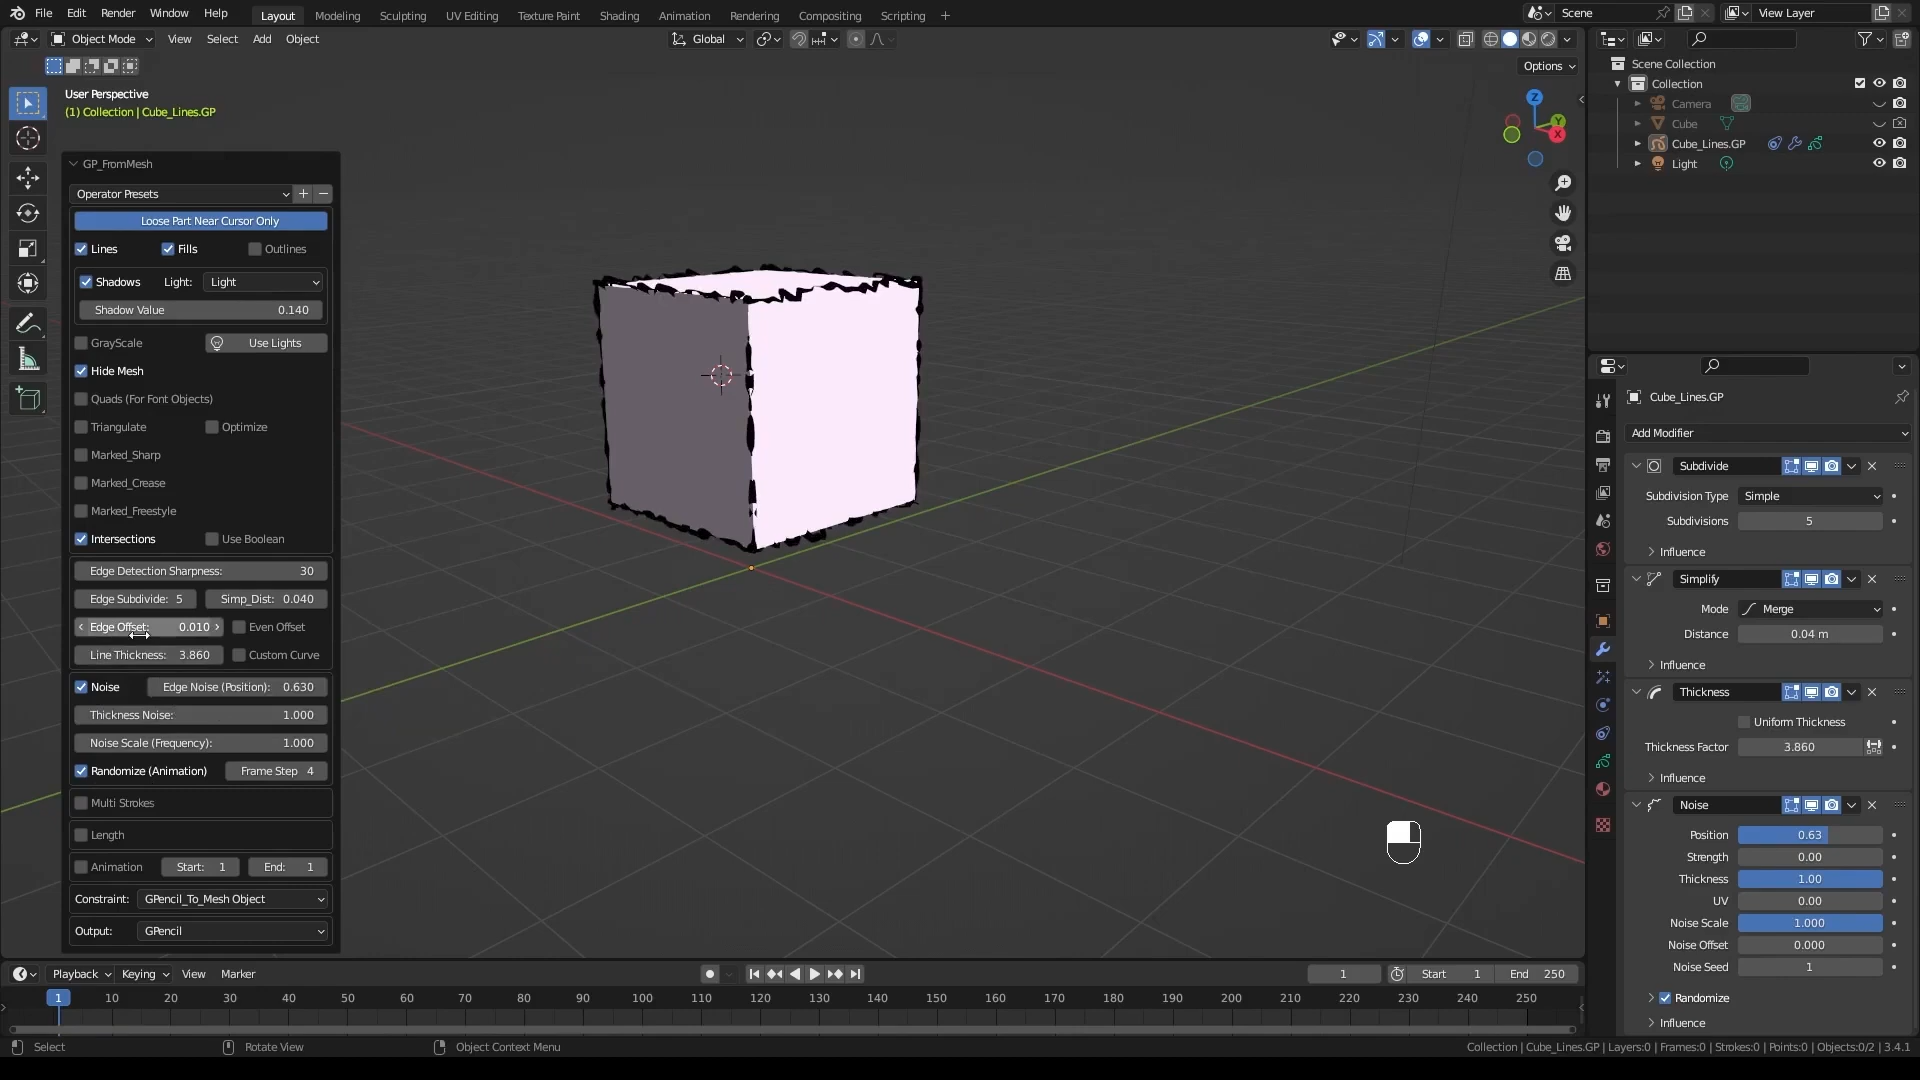 File Edit Render Window Help Layout Modeling Sculpting UV Editing Texture Paint Shading Animation Rendering Compositing Scripting + Scene View Layer
Object Mode View Select Add Object Global
Options
User Perspective
(1) Collection | Cube_Lines.GP
Z
Y
X
GP_FromMesh
Operator Presets
Loose Part Near Cursor Only
Lines Fills Outlines
Shadows Light: Light
Shadow Value 0.140
GrayScale Use Lights
Hide Mesh
Quads (For Font Objects)
Triangulate Optimize
Marked_Sharp
Marked_Crease
Marked_Freestyle
Intersections Use Boolean
Edge Detection Sharpness: 30
Edge Subdivide: 5 Simp_Dist: 0.040
Edge Offset: 0.010 Even Offset
Line Thickness: 3.860 Custom Curve
Noise Edge Noise (Position): 0.630
Thickness Noise: 1.000
Noise Scale (Frequency): 1.000
Randomize (Animation) Frame Step 4
Multi Strokes
Length
Animation Start: 1 End: 1
Constraint: GPencil_To_Mesh Object
Output: GPencil
Scene Collection
Collection
Camera
Cube
Cube_Lines.GP
Light
Cube_Lines.GP
Add Modifier
Subdivide
Subdivision Type Simple
Subdivisions 5
Influence
Simplify
Mode Merge
Distance 0.04 m
Influence
Thickness
Uniform Thickness
Thickness Factor 3.860
Influence
Noise
Position 0.63
Strength 0.00
Thickness 1.00
UV 0.00
Noise Scale 1.000
Noise Offset 0.000
Noise Seed 1
Randomize
Influence
Playback Keying View Marker 1 Start 1 End 250
1 10 20 30 40 50 60 70 80 90 100 110 120 130 140 150 160 170 180 190 200 210 220 230 240 250
Select Rotate View Object Context Menu Collection | Cube_Lines.GP | Layers:0 | Frames:0 | Strokes:0 | Points:0 | Objects:0/2 | 3.4.1